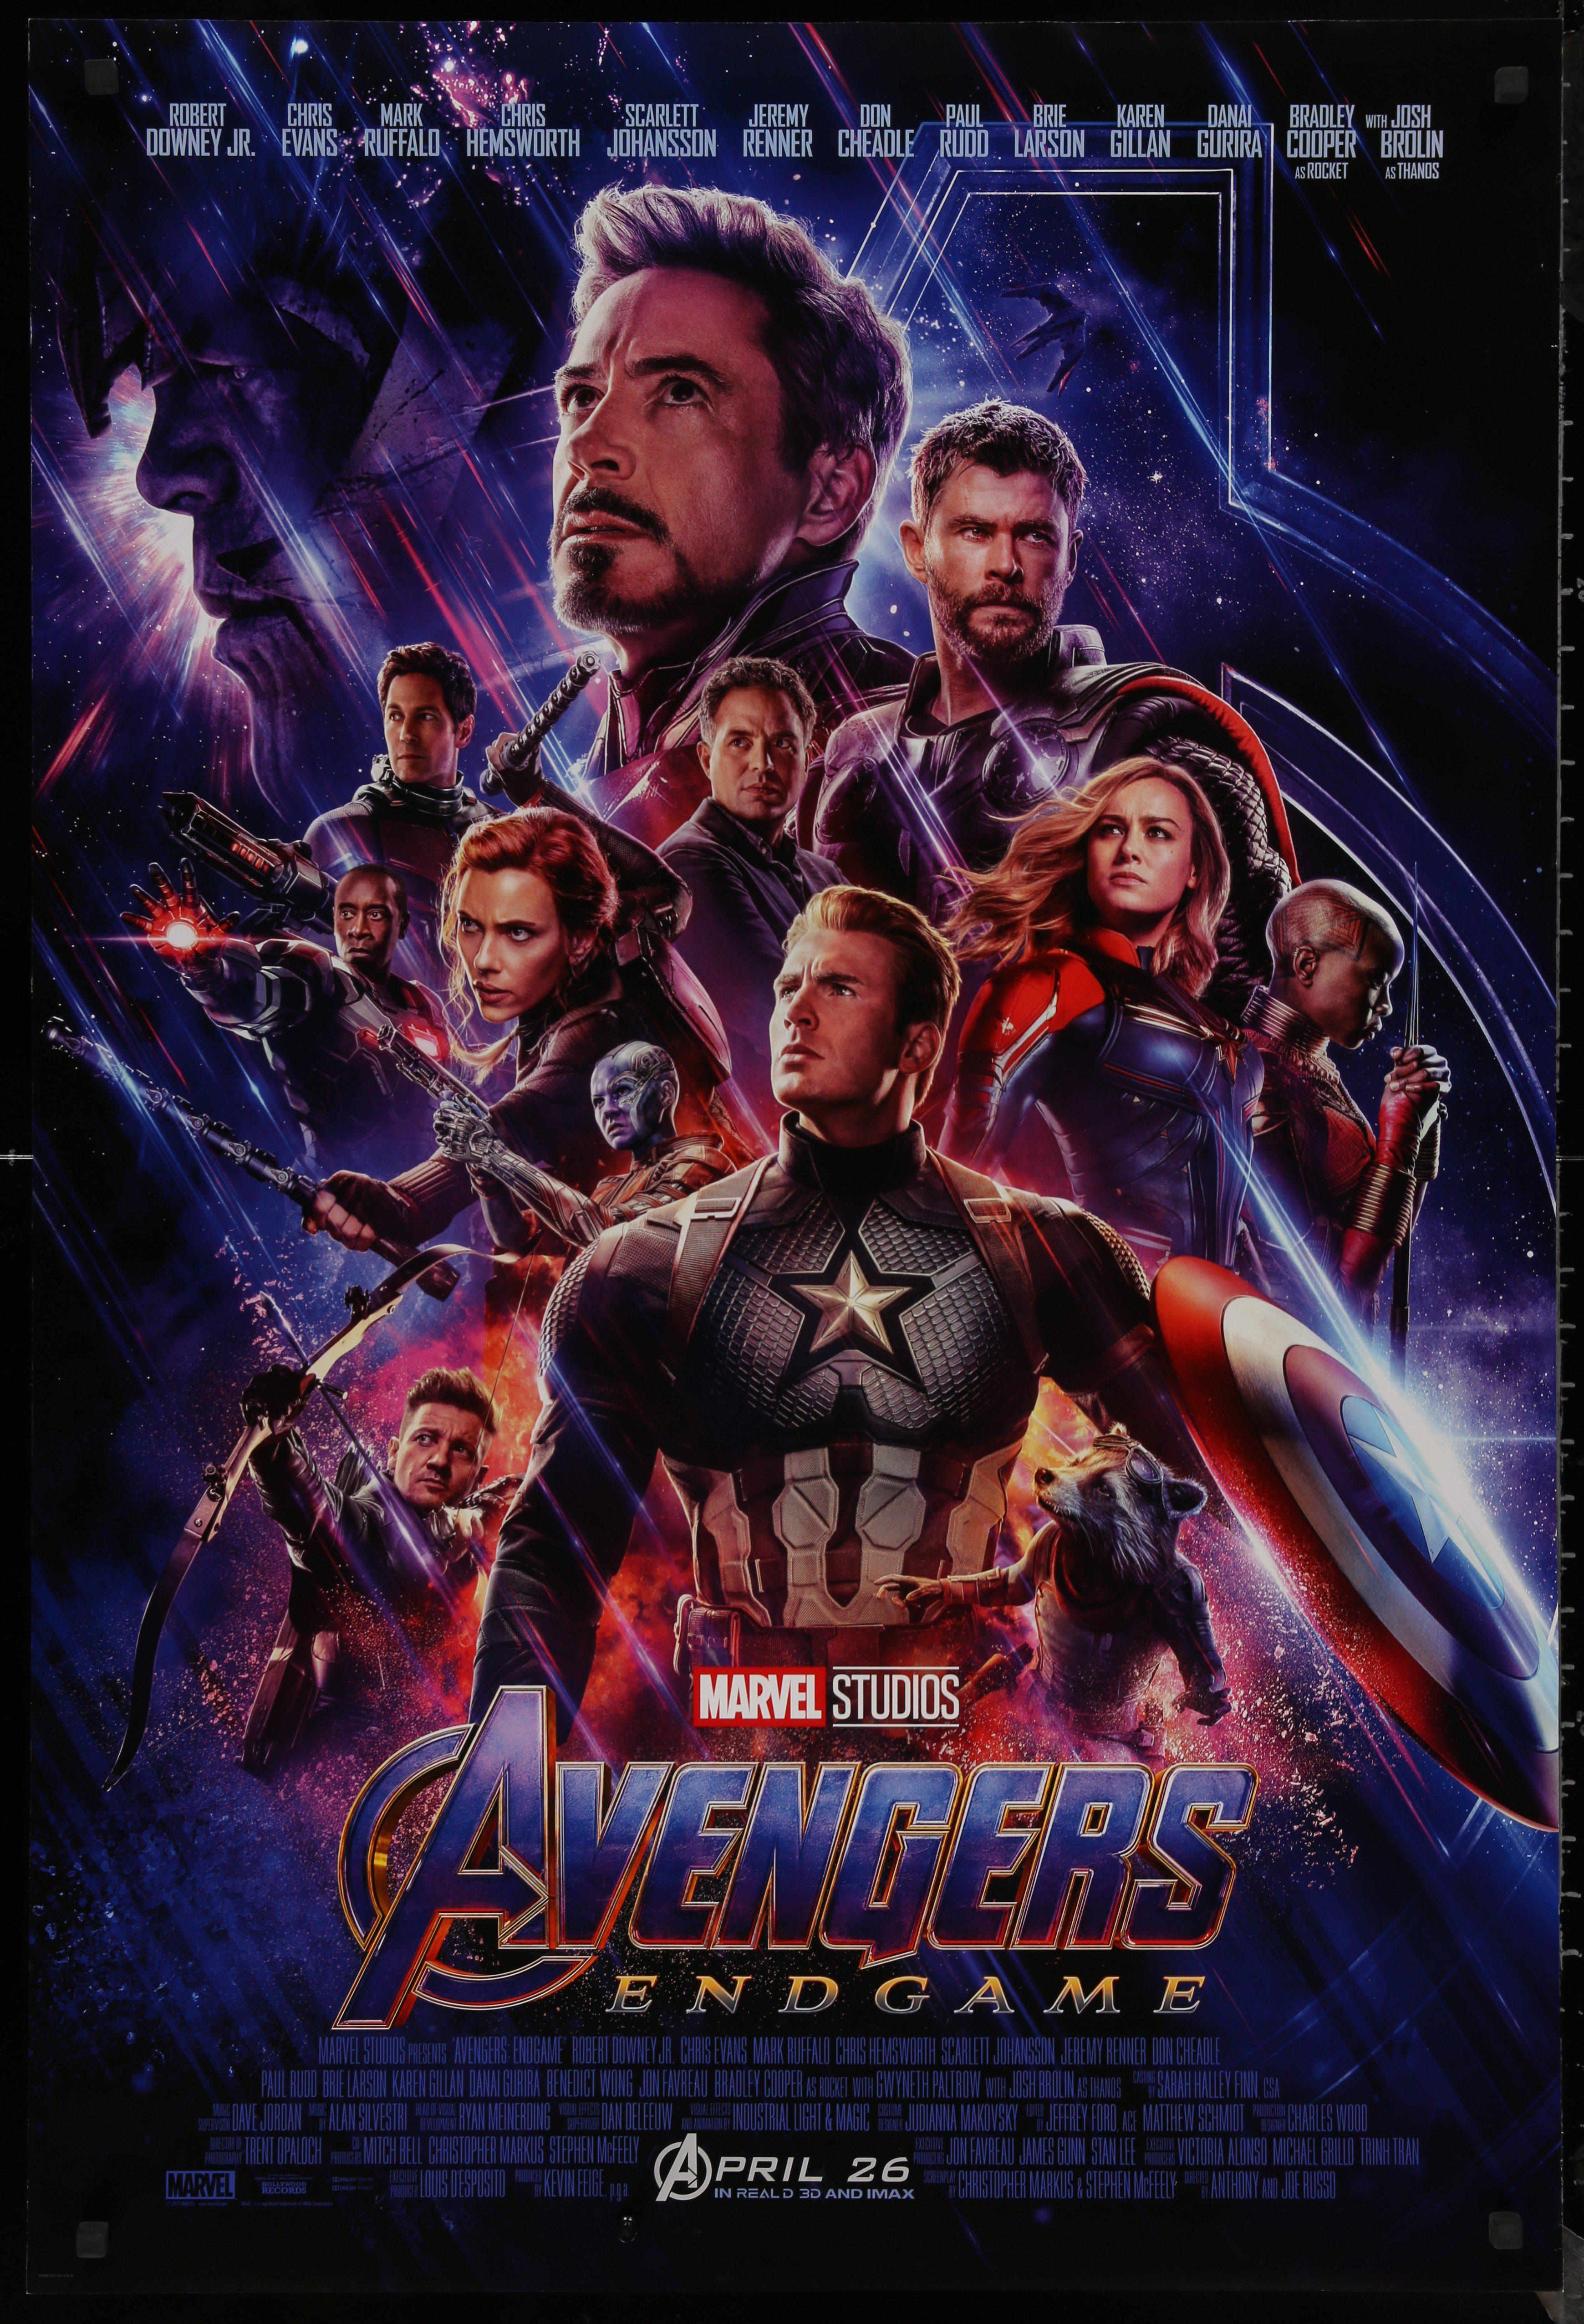 ROBERT DOWNEY JR. CHRIS EVANS MARK RUFFALO CHRIS HEMSWORTH SCARLETT JOHANSSON JEREMY RENNER DON CHEADLE PAUL RUDD BRIE LARSON KAREN GILLAN DANAI GURIRA BRADLEY COOPER AS ROCKET WITH JOSH BROLIN AS THANOS
MARVEL STUDIOS
AVENGERS
ENDGAME
MARVEL STUDIOS PRESENTS "AVENGERS: ENDGAME" ROBERT DOWNEY JR. CHRIS EVANS MARK RUFFALO CHRIS HEMSWORTH SCARLETT JOHANSSON JEREMY RENNER DON CHEADLE
PAUL RUDD BRIE LARSON KAREN GILLAN DANAI GURIRA BENEDICT WONG JON FAVREAU BRADLEY COOPER AS ROCKET WITH GWYNETH PALTROW WITH JOSH BROLIN AS THANOS CASTING BY SARAH HALLEY FINN CSA
MUSIC SUPERVISOR DAVE JORDAN MUSIC BY ALAN SILVESTRI HEAD OF VISUAL DEVELOPMENT RYAN MEINERDING VISUAL EFFECTS SUPERVISOR DAN DELEEUW VISUAL EFFECTS AND ANIMATION BY INDUSTRIAL LIGHT & MAGIC COSTUME DESIGNER JUDIANNA MAKOVSKY EDITED BY JEFFREY FORD, ACE MATTHEW SCHMIDT PRODUCTION DESIGNER CHARLES WOOD
DIRECTOR OF PHOTOGRAPHY TRENT OPALOCH CO-PRODUCERS MITCH BELL CHRISTOPHER MARKUS STEPHEN McFEELY EXECUTIVE PRODUCERS JON FAVREAU JAMES GUNN STAN LEE EXECUTIVE PRODUCERS VICTORIA ALONSO MICHAEL GRILLO TRINH TRAN
MARVEL HOLLYWOOD RECORDS EXECUTIVE PRODUCER LOUIS D'ESPOSITO PRODUCED BY KEVIN FEIGE, p.g.a. SCREENPLAY BY CHRISTOPHER MARKUS & STEPHEN McFEELY DIRECTED BY ANTHONY AND JOE RUSSO
APRIL 26
IN REALD 3D AND IMAX